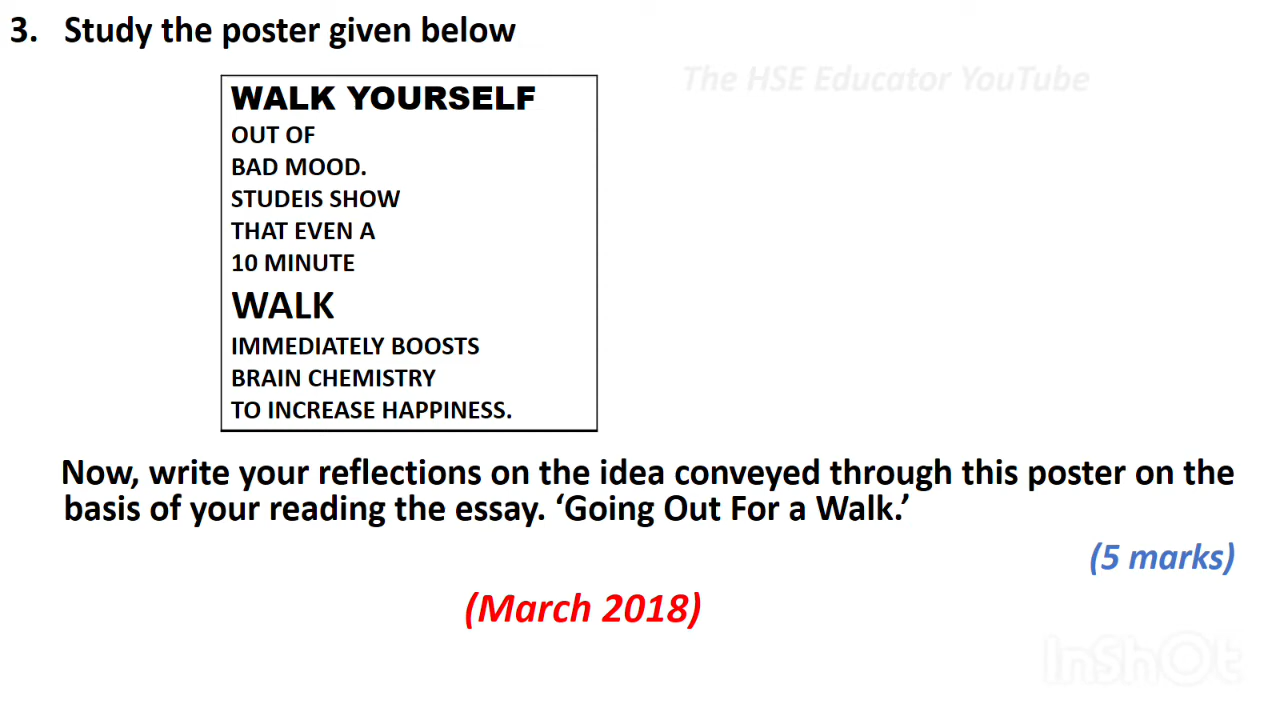 3. Study the poster given below
The HSE Educator YouTube
WALK YOURSELF
OUT OF
BAD MOOD.
STUDEIS SHOW
THAT EVEN A
10 MINUTE
WALK
IMMEDIATELY BOOSTS
BRAIN CHEMISTRY
TO INCREASE HAPPINESS.
Now, write your reflections on the idea conveyed through this poster on the
basis of your reading the essay. ‘Going Out For a Walk.’
(5 marks)
(March 2018)
InShOt